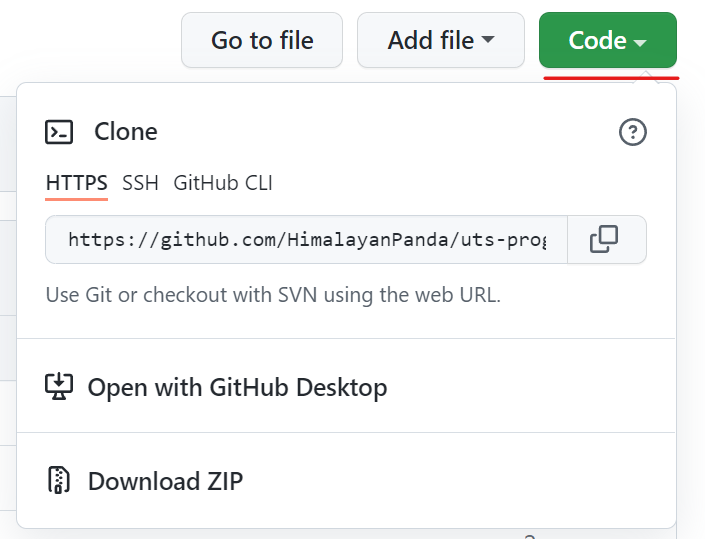 Go to file Add file Code
Clone
HTTPS SSH GitHub CLI
https://github.com/HimalayanPanda/uts-prog
Use Git or checkout with SVN using the web URL.
Open with GitHub Desktop
Download ZIP